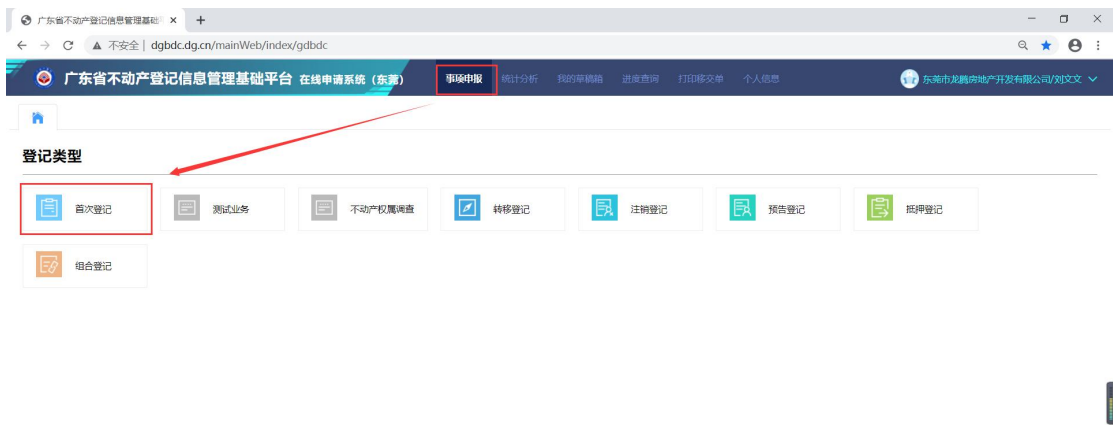 广东省不动产登记信息管理基础
不安全 | dgbdc.dg.cn/mainWeb/index/gdbdc
广东省不动产登记信息管理基础平台 在线申请系统（东莞） 事项申报 统计分析 我的草稿箱 进度查询 打印移交单 个人信息 东莞市龙腾房地产开发有限公司/刘文文
登记类型
首次登记 测试业务 不动产权属调查 转移登记 注销登记 预告登记 抵押登记
组合登记